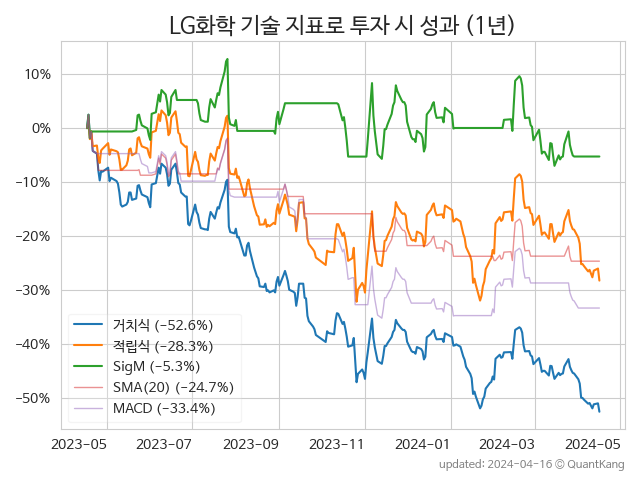 LG화학 기술 지표로 투자 시 성과 (1년)
10%
0%
−10%
−20%
−30%
−40%
−50%
거치식 (−52.6%)
적립식 (−28.3%)
SigM (−5.3%)
SMA(20) (−24.7%)
MACD (−33.4%)
2023-05 2023-07 2023-09 2023-11 2024-01 2024-03 2024-05
updated: 2024-04-16 © QuantKang